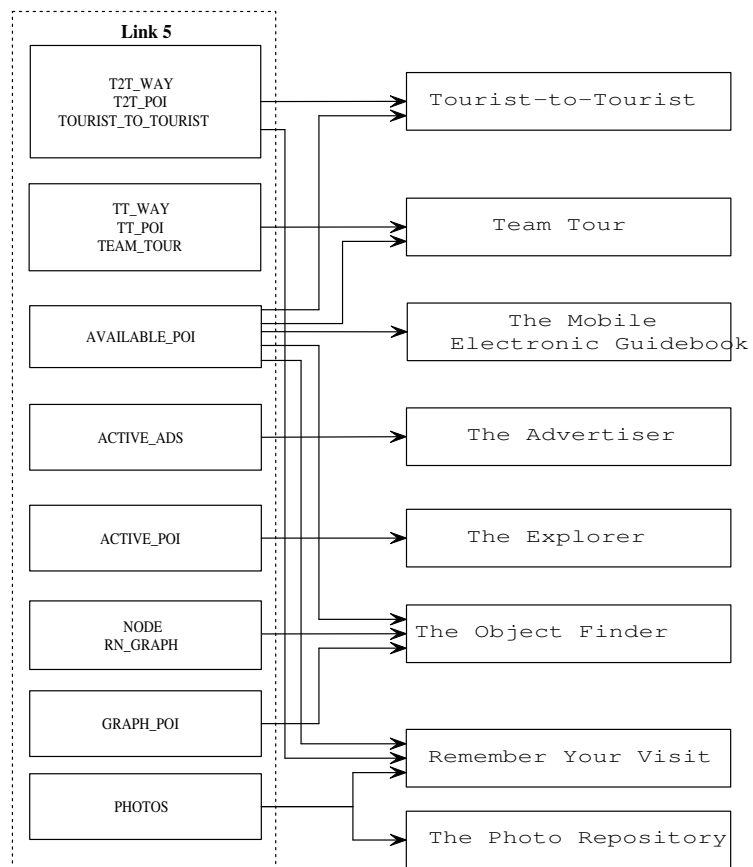 Link 5
T2T_WAY
T2T_POI
TOURIST_TO_TOURIST
Tourist-to-Tourist
TT_WAY
TT_POI
TEAM_TOUR
Team Tour
AVAILABLE_POI
The Mobile
Electronic Guidebook
ACTIVE_ADS
The Advertiser
ACTIVE_POI
The Explorer
NODE
RN_GRAPH
The Object Finder
GRAPH_POI
Remember Your Visit
PHOTOS
The Photo Repository